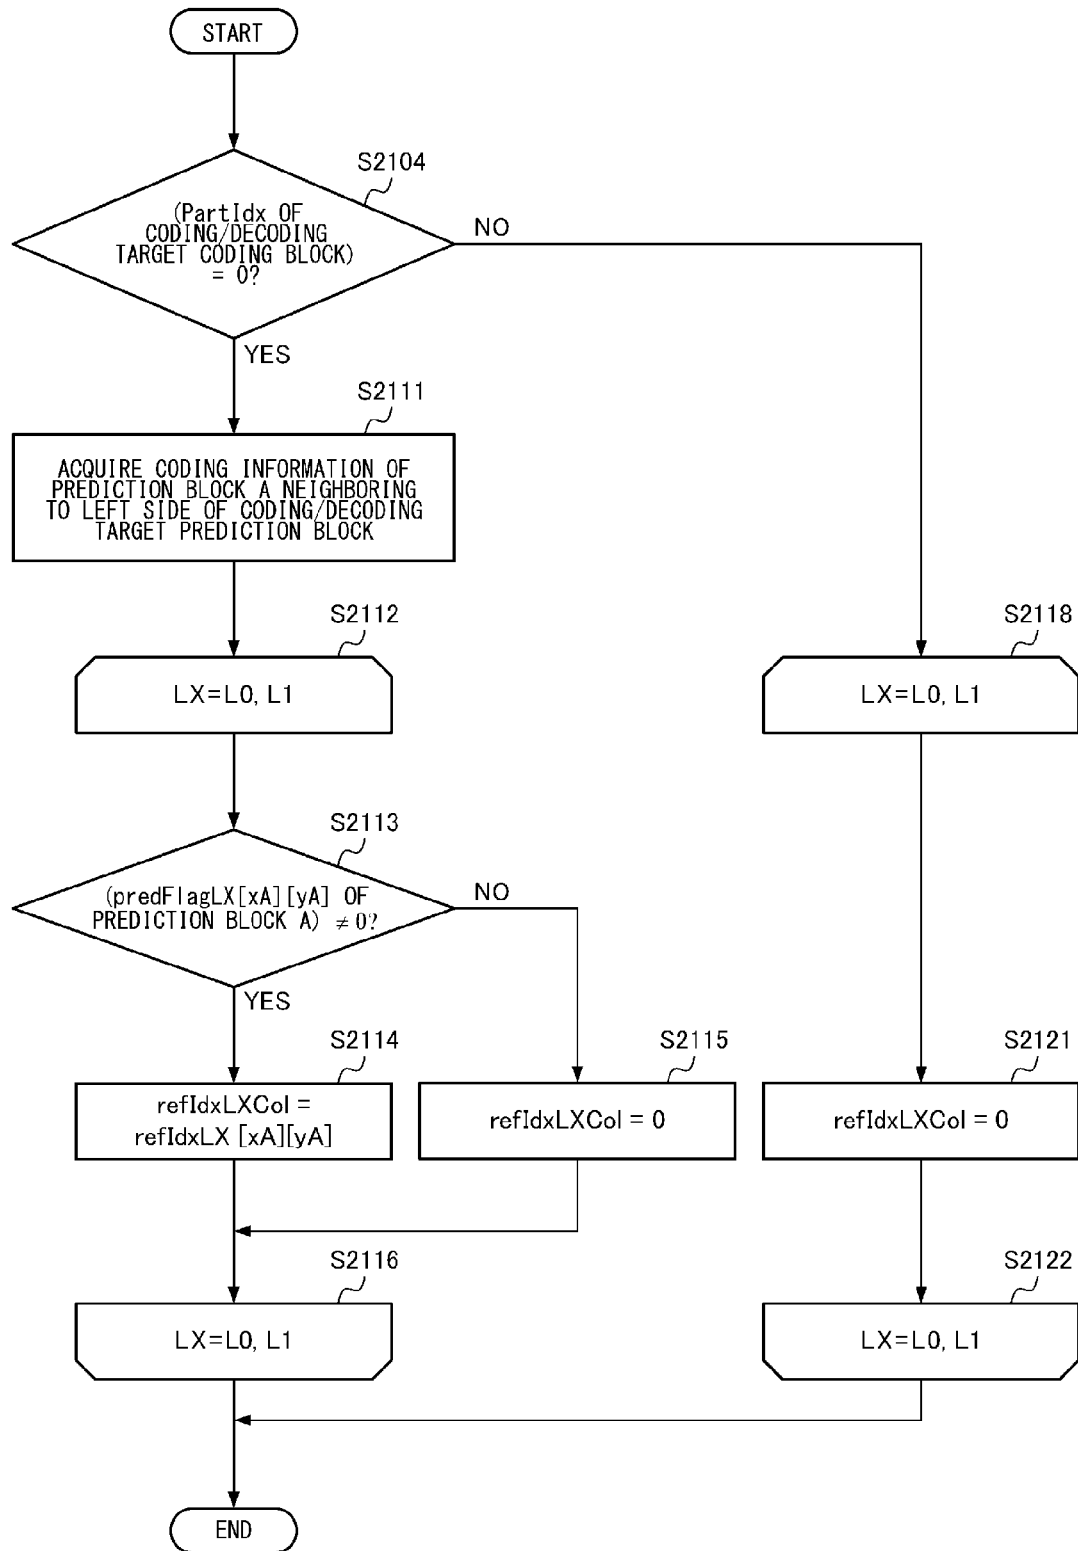 START
S2104
(PartIdx OF
CODING/DECODING
TARGET CODING BLOCK)
= 0?
NO
YES
S2111
ACQUIRE CODING INFORMATION OF
PREDICTION BLOCK A NEIGHBORING
TO LEFT SIDE OF CODING/DECODING
TARGET PREDICTION BLOCK
S2112
LX=L0, L1
S2118
LX=L0, L1
S2113
(predFlagLX[xA][yA] OF
PREDICTION BLOCK A) ≠0?
NO
YES
S2114
refIdxLXCol =
refIdxLX [xA][yA]
S2115
refIdxLXCol = 0
S2121
refIdxLXCol = 0
S2116
LX=L0, L1
S2122
LX=L0, L1
END